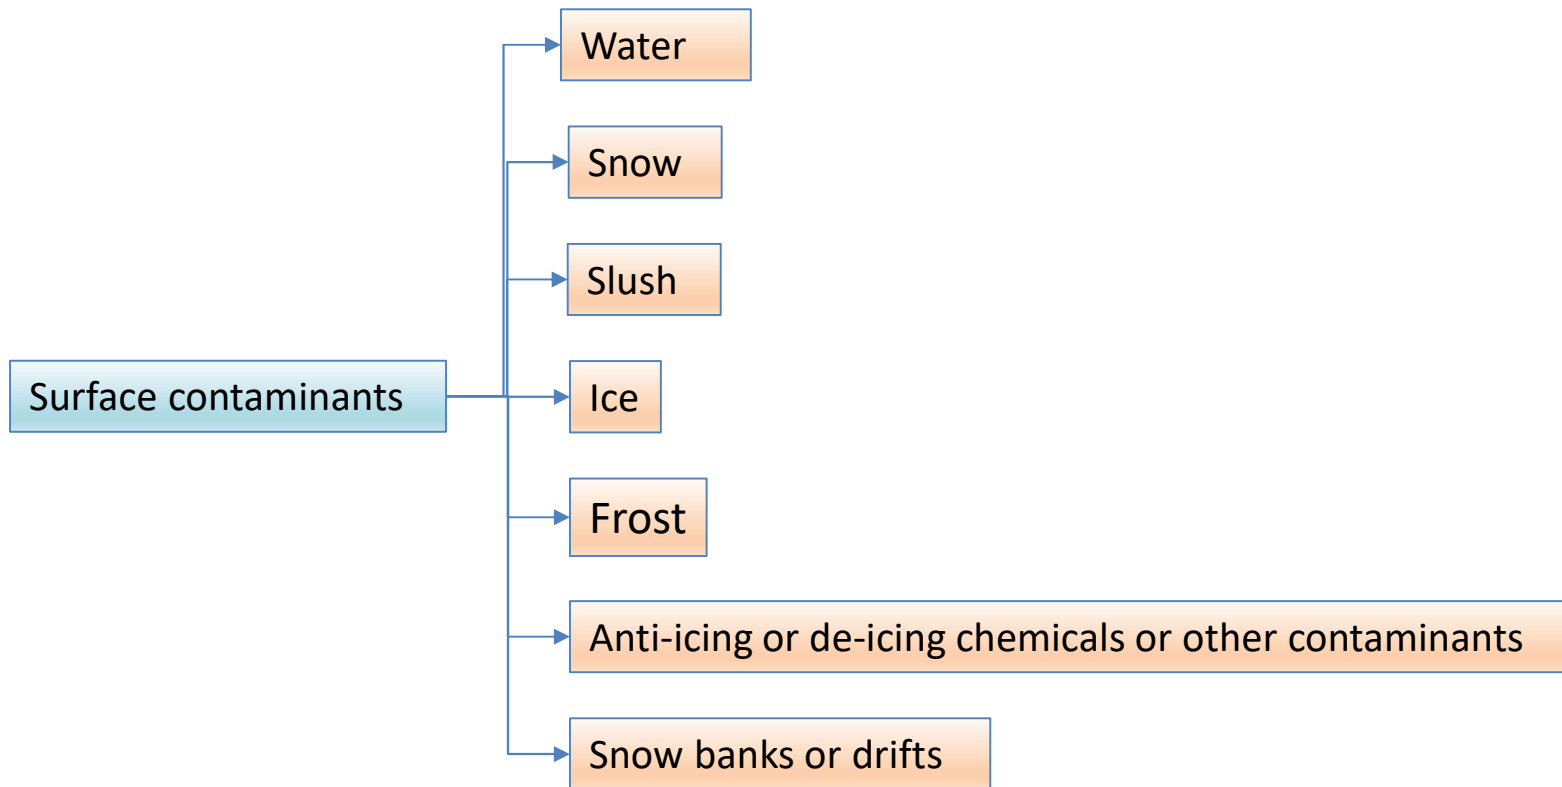 Water
Snow
Slush
Surface contaminants
Ice
Frost
Anti-icing or de-icing chemicals or other contaminants
Snow banks or drifts